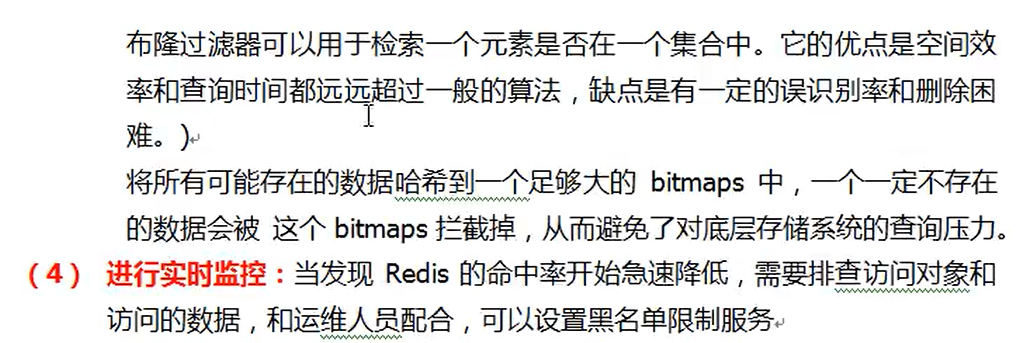 布隆过滤器可以用于检索一个元素是否在一个集合中。它的优点是空间效
率和查询时间都远远超过一般的算法，缺点是有一定的误识别率和删除困
难。)
将所有可能存在的数据哈希到一个足够大的 bitmaps 中，一个一定不存在
的数据会被 这个 bitmaps 拦截掉，从而避免了对底层存储系统的查询压力。
（4） 进行实时监控：当发现 Redis 的命中率开始急速降低，需要排查访问对象和
访问的数据，和运维人员配合，可以设置黑名单限制服务